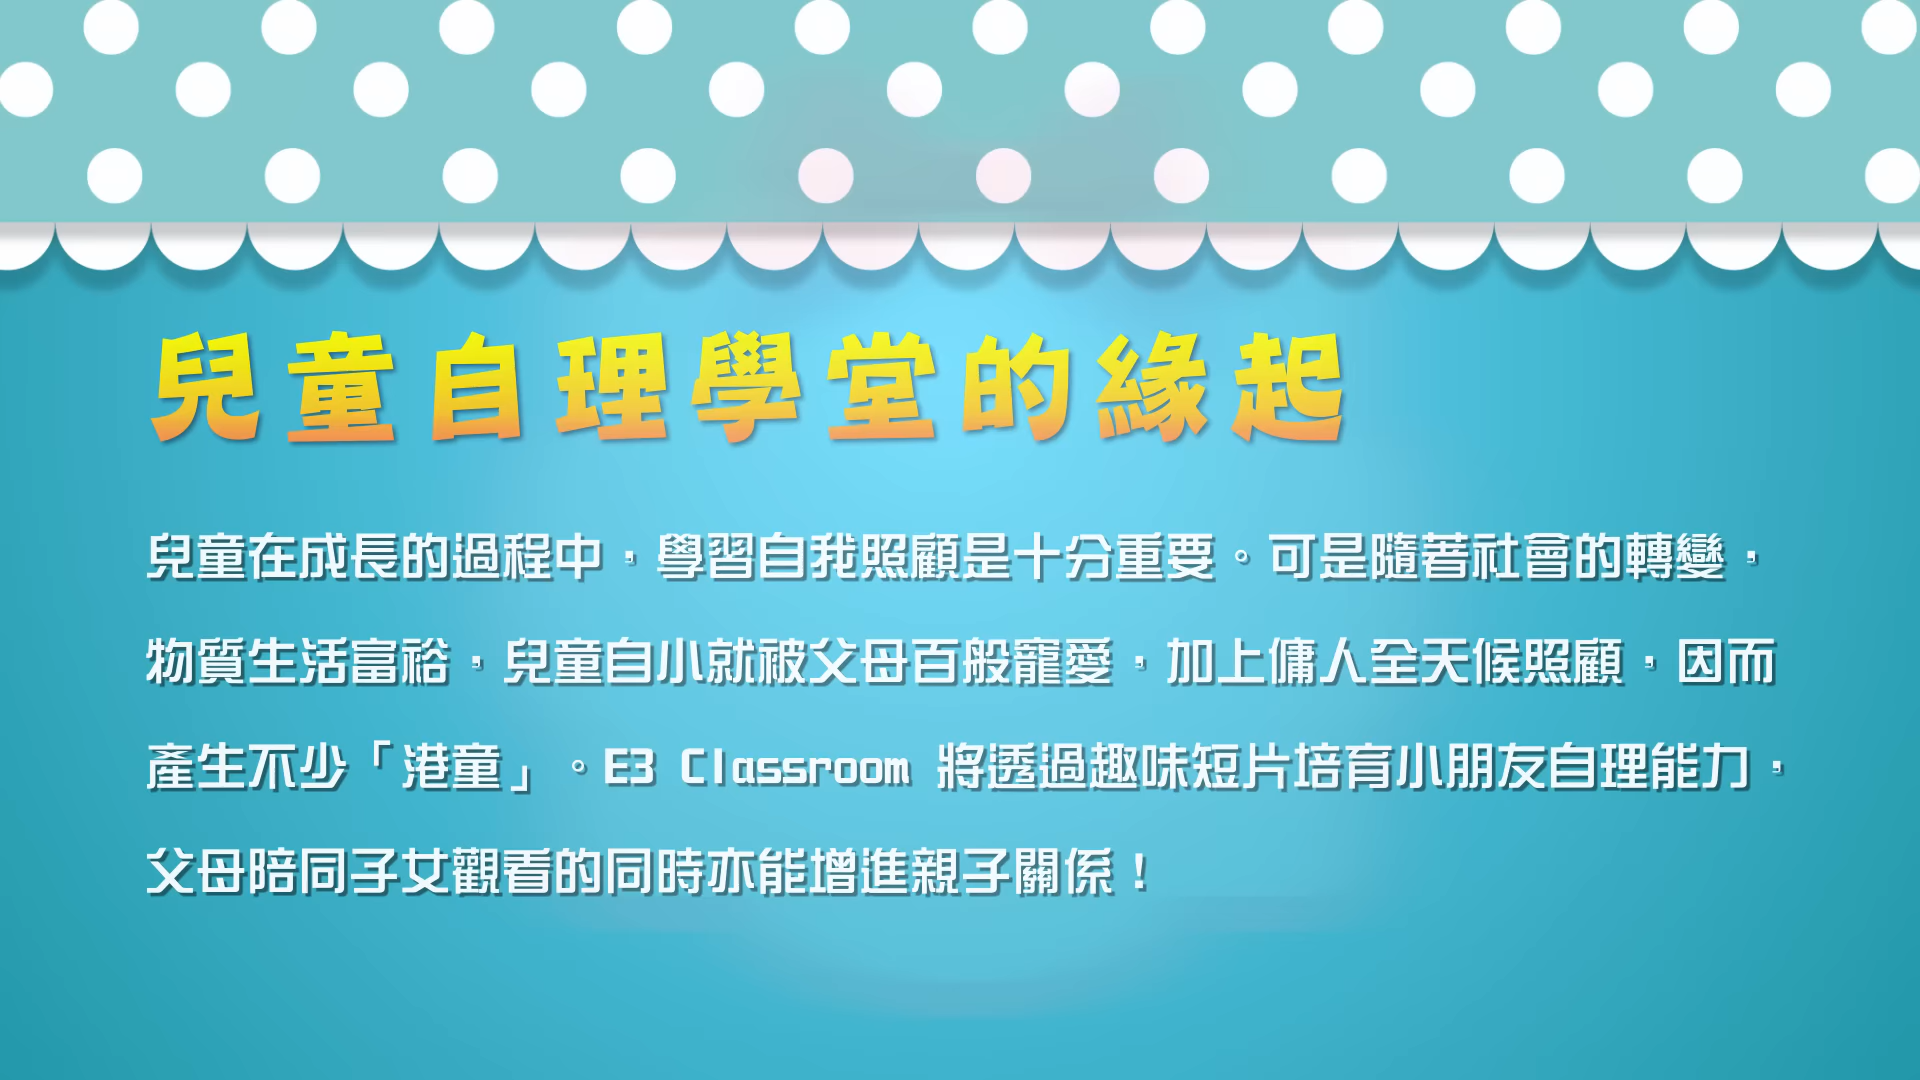 兒童自理學堂的緣起
兒童在成長的過程中，學習自我照顧是十分重要。可是隨著社會的轉變，
物質生活富裕，兒童自小就被父母百般寵愛，加上傭人全天候照顧，因而
產生不少「港童」。E3 Classroom 將透過趣味短片培育小朋友自理能力，
父母陪同子女觀看的同時亦能增進親子關係！